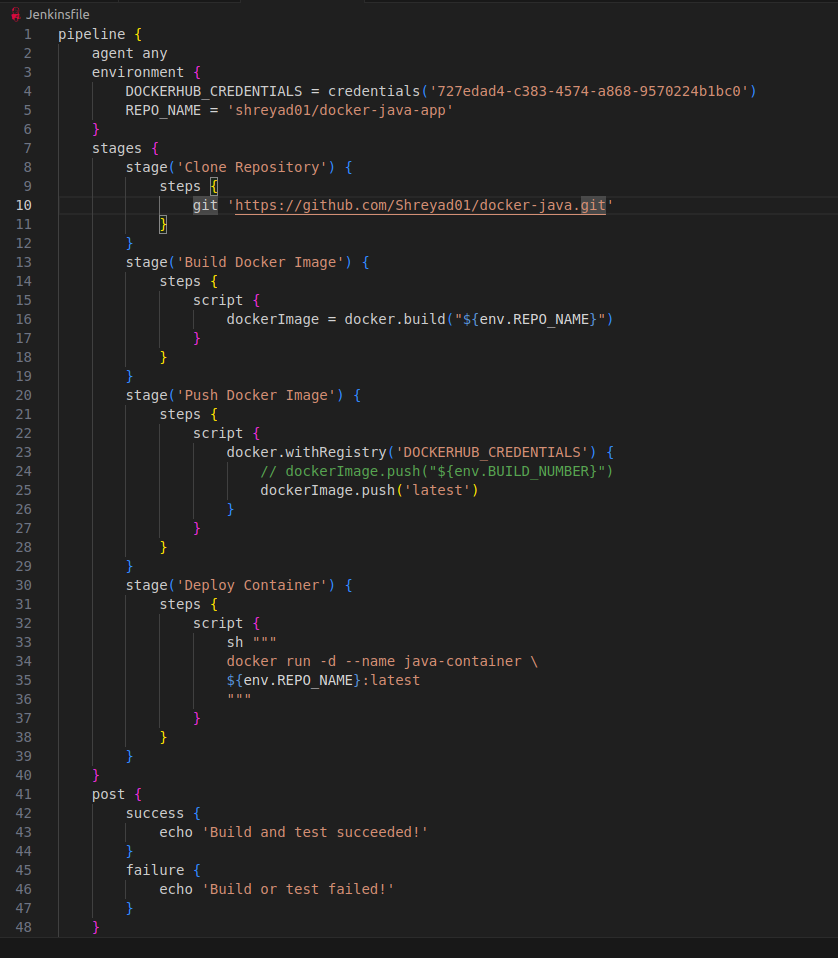 Jenkinsfile
1 pipeline {
2     agent any
3     environment {
4         DOCKERHUB_CREDENTIALS = credentials('727edad4-c383-4574-a868-9570224b1bc0')
5         REPO_NAME = 'shreyad01/docker-java-app'
6     }
7     stages {
8         stage('Clone Repository') {
9             steps {
10                 git 'https://github.com/Shreyad01/docker-java.git'
11             }
12         }
13         stage('Build Docker Image') {
14             steps {
15                 script {
16                     dockerImage = docker.build("${env.REPO_NAME}")
17                 }
18             }
19         }
20         stage('Push Docker Image') {
21             steps {
22                 script {
23                     docker.withRegistry('DOCKERHUB_CREDENTIALS') {
24                         // dockerImage.push("${env.BUILD_NUMBER}")
25                         dockerImage.push('latest')
26                     }
27                 }
28             }
29         }
30         stage('Deploy Container') {
31             steps {
32                 script {
33                     sh """
34                     docker run -d --name java-container \
35                     ${env.REPO_NAME}:latest
36                     """
37                 }
38             }
39         }
40     }
41     post {
42         success {
43             echo 'Build and test succeeded!'
44         }
45         failure {
46             echo 'Build or test failed!'
47         }
48     }